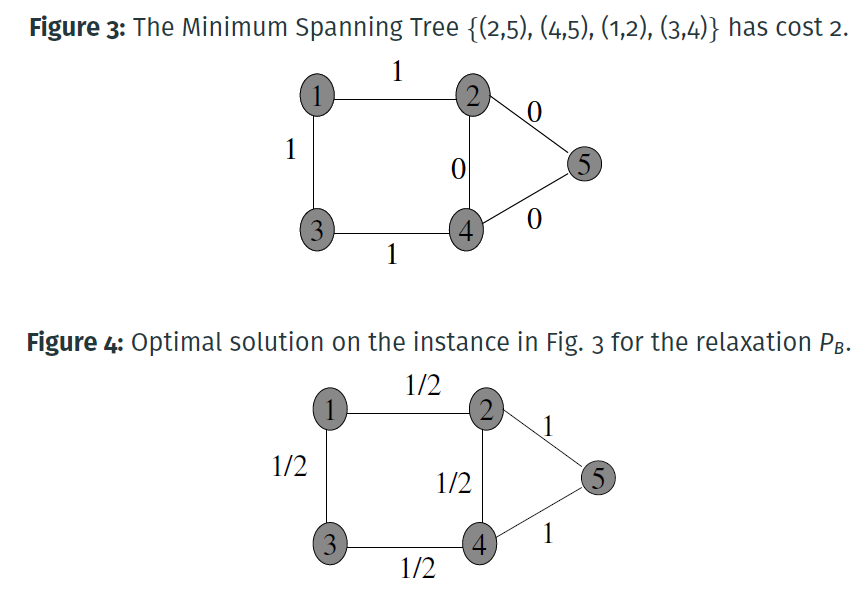 Figure 3: The Minimum Spanning Tree {(2,5), (4,5), (1,2), (3,4)} has cost 2.
1
1 2 0
1 0 5
3 4 0
1
Figure 4: Optimal solution on the instance in Fig. 3 for the relaxation P_B.
1/2
1 2 1
1/2 1/2 5
3 4 1
1/2